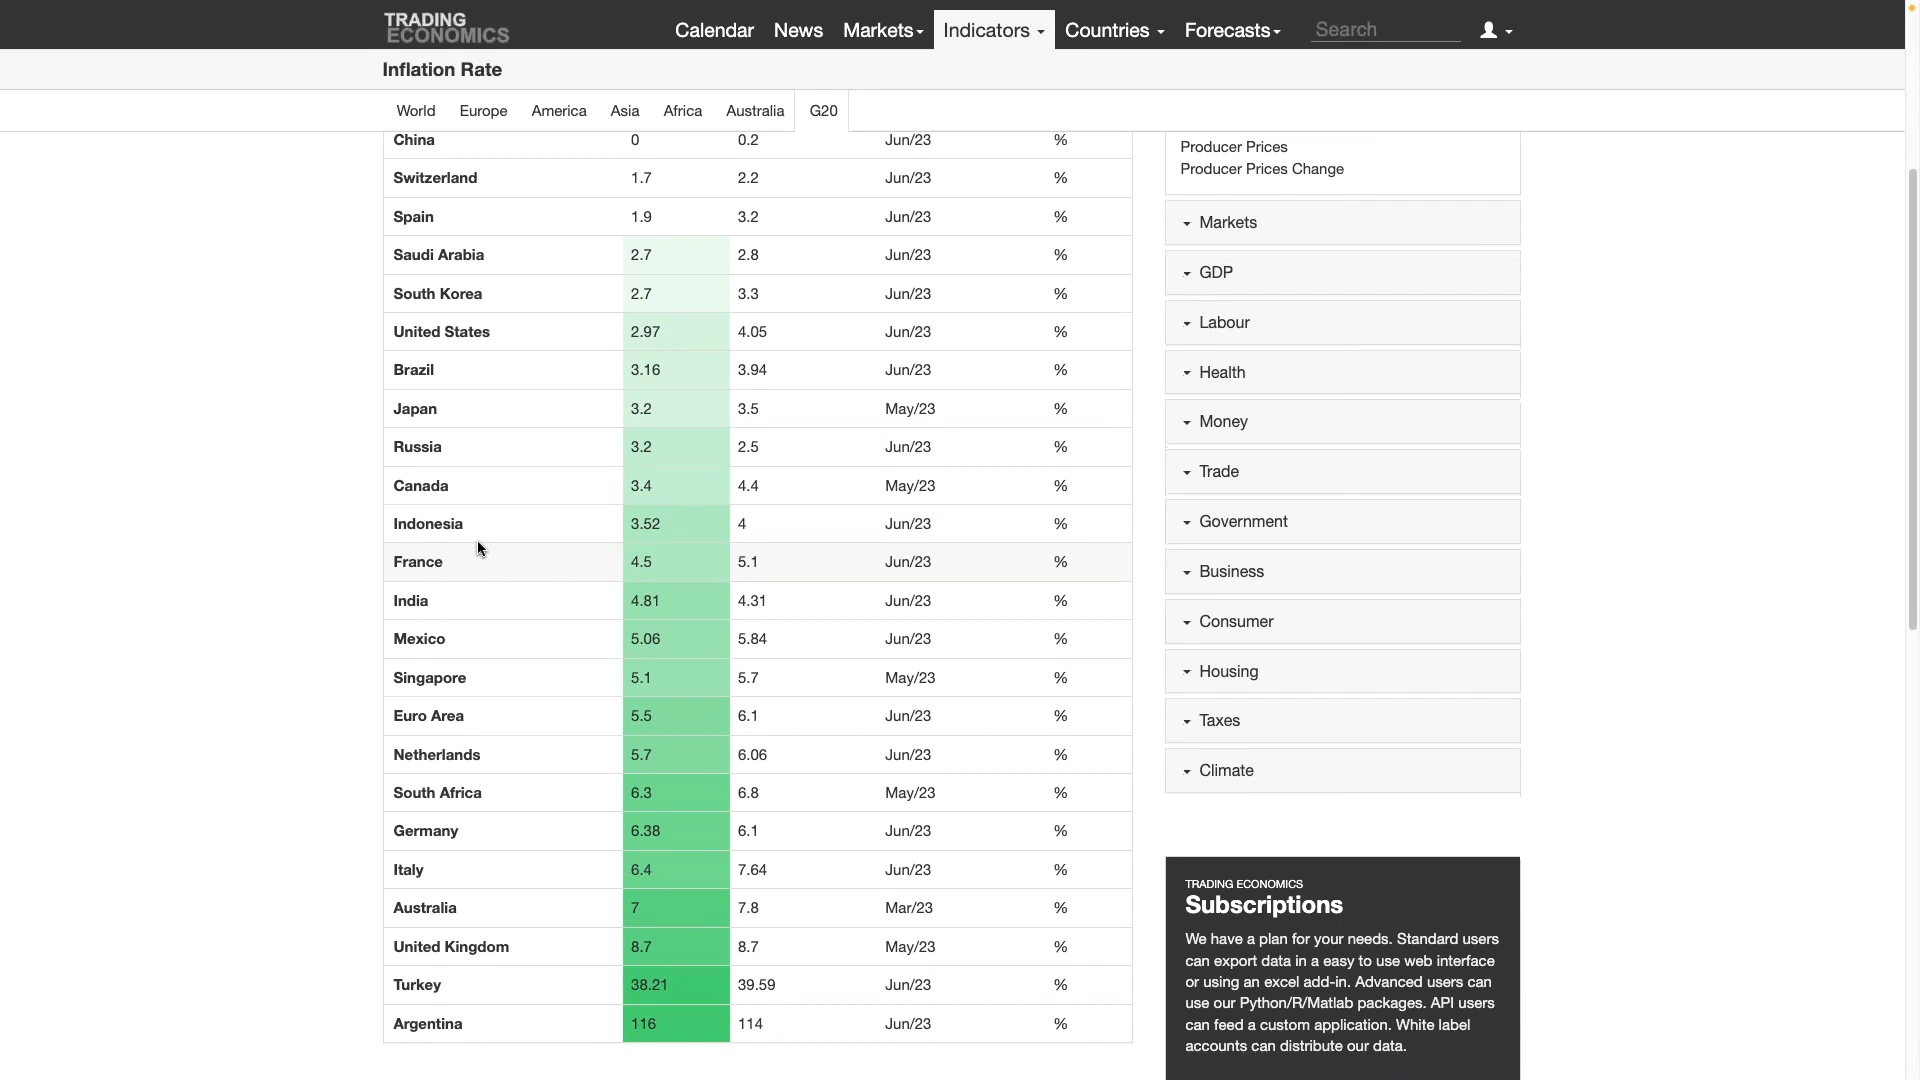 TRADING
ECONOMICS
Calendar News Markets Indicators Countries Forecasts Search
Inflation Rate
World Europe America Asia Africa Australia G20
China 0 0.2 Jun/23 %
Switzerland 1.7 2.2 Jun/23 %
Spain 1.9 3.2 Jun/23 %
Saudi Arabia 2.7 2.8 Jun/23 %
South Korea 2.7 3.3 Jun/23 %
United States 2.97 4.05 Jun/23 %
Brazil 3.16 3.94 Jun/23 %
Japan 3.2 3.5 May/23 %
Russia 3.2 2.5 Jun/23 %
Canada 3.4 4.4 May/23 %
Indonesia 3.52 4 Jun/23 %
France 4.5 5.1 Jun/23 %
India 4.81 4.31 Jun/23 %
Mexico 5.06 5.84 Jun/23 %
Singapore 5.1 5.7 May/23 %
Euro Area 5.5 6.1 Jun/23 %
Netherlands 5.7 6.06 Jun/23 %
South Africa 6.3 6.8 May/23 %
Germany 6.38 6.1 Jun/23 %
Italy 6.4 7.64 Jun/23 %
Australia 7 7.8 Mar/23 %
United Kingdom 8.7 8.7 May/23 %
Turkey 38.21 39.59 Jun/23 %
Argentina 116 114 Jun/23 %
Producer Prices
Producer Prices Change
Markets
GDP
Labour
Health
Money
Trade
Government
Business
Consumer
Housing
Taxes
Climate
TRADING ECONOMICS
Subscriptions
We have a plan for your needs. Standard users
can export data in a easy to use web interface
or using an excel add-in. Advanced users can
use our Python/R/Matlab packages. API users
can feed a custom application. White label
accounts can distribute our data.